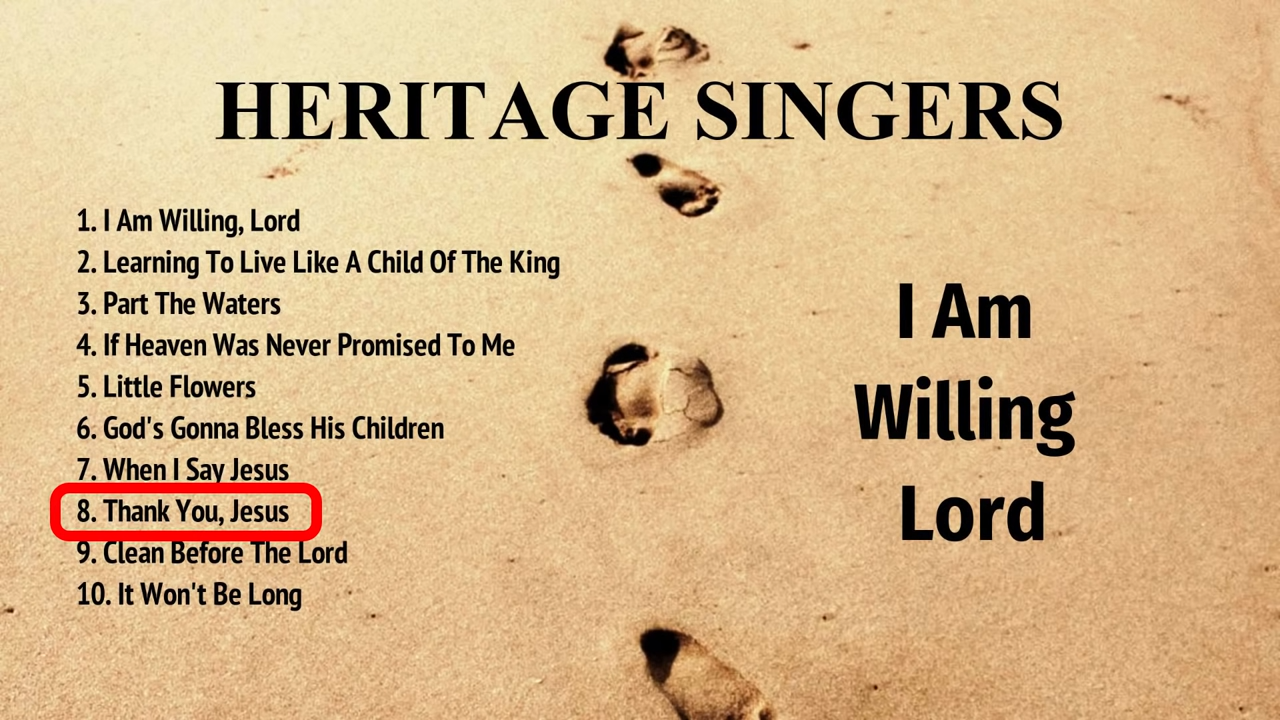 HERITAGE SINGERS
1. I Am Willing, Lord
2. Learning To Live Like A Child Of The King
3. Part The Waters
4. If Heaven Was Never Promised To Me
5. Little Flowers
6. God's Gonna Bless His Children
7. When I Say Jesus
8. Thank You, Jesus
9. Clean Before The Lord
10. It Won't Be Long
I Am
Willing
Lord